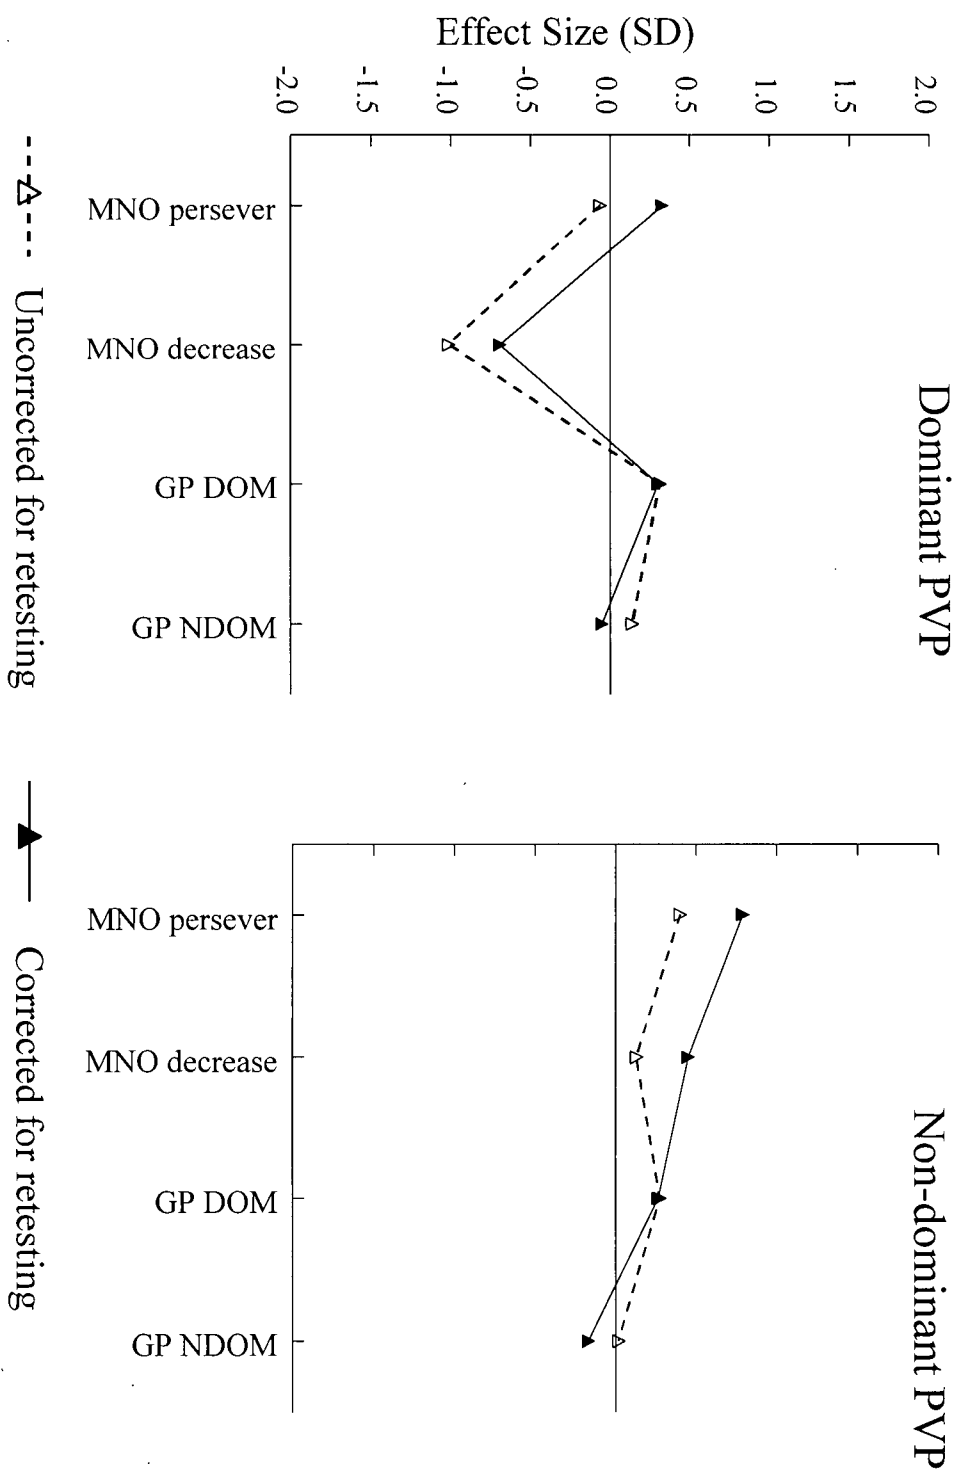 Dominant PVP
Non-dominant PVP
Effect Size (SD)
2.0
1.5
1.0
0.5
0.0
-0.5
-1.0
-1.5
-2.0
MNO persever
MNO decrease
GP DOM
GP NDOM
MNO persever
MNO decrease
GP DOM
GP NDOM
Uncorrected for retesting
Corrected for retesting